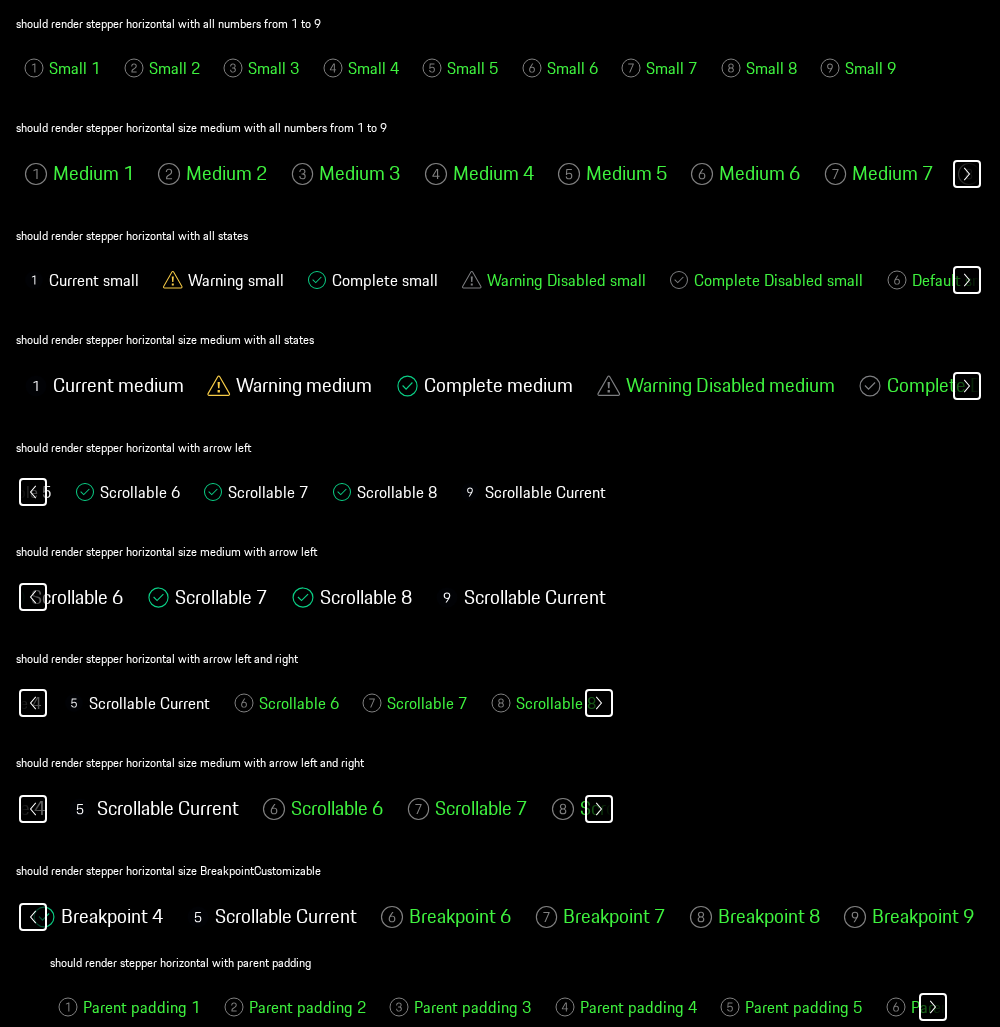 should render stepper horizontal with all numbers from 1 to 9
1 Small 1 2 Small 2 3 Small 3 4 Small 4 5 Small 5 6 Small 6 7 Small 7 8 Small 8 9 Small 9
should render stepper horizontal size medium with all numbers from 1 to 9
1 Medium 1 2 Medium 2 3 Medium 3 4 Medium 4 5 Medium 5 6 Medium 6 7 Medium 7
should render stepper horizontal with all states
1 Current small Warning small Complete small Warning Disabled small Complete Disabled small 6 Default
should render stepper horizontal size medium with all states
1 Current medium Warning medium Complete medium Warning Disabled medium Complete
should render stepper horizontal with arrow left
5 Scrollable 6 Scrollable 7 Scrollable 8 9 Scrollable Current
should render stepper horizontal size medium with arrow left
Scrollable 6 Scrollable 7 Scrollable 8 9 Scrollable Current
should render stepper horizontal with arrow left and right
4 5 Scrollable Current 6 Scrollable 6 7 Scrollable 7 8 Scrollable 8
should render stepper horizontal size medium with arrow left and right
4 5 Scrollable Current 6 Scrollable 6 7 Scrollable 7 8
should render stepper horizontal size BreakpointCustomizable
Breakpoint 4 5 Scrollable Current 6 Breakpoint 6 7 Breakpoint 7 8 Breakpoint 8 9 Breakpoint 9
should render stepper horizontal with parent padding
1 Parent padding 1 2 Parent padding 2 3 Parent padding 3 4 Parent padding 4 5 Parent padding 5 6